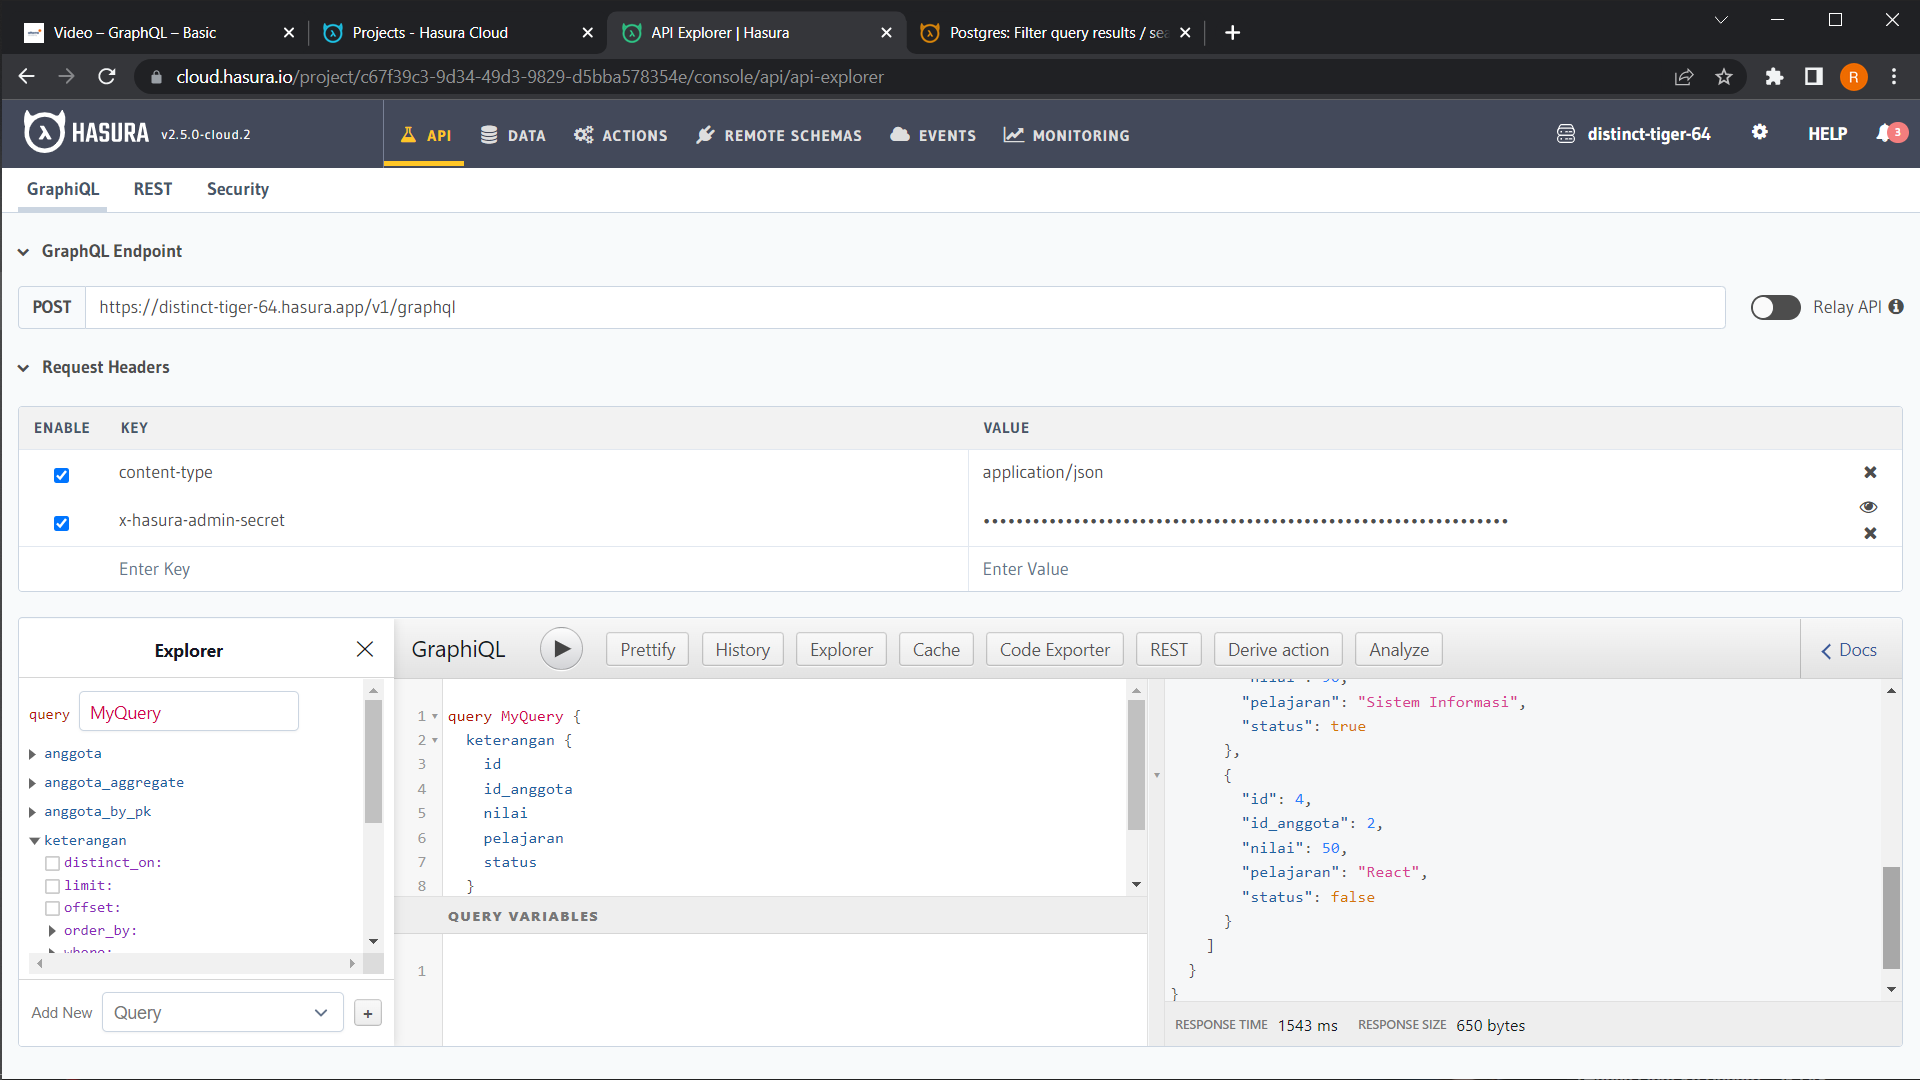 Video – GraphQL – Basic
Projects - Hasura Cloud
API Explorer | Hasura
Postgres: Filter query results / sea
cloud.hasura.io/project/c67f39c3-9d34-49d3-9829-d5bba578354e/console/api/api-explorer
R
HASURA v2.5.0-cloud.2
API
DATA
ACTIONS
REMOTE SCHEMAS
EVENTS
MONITORING
distinct-tiger-64
HELP
3
GraphiQL
REST
Security
GraphQL Endpoint
POST https://distinct-tiger-64.hasura.app/v1/graphql
Relay API
Request Headers
ENABLE KEY VALUE
content-type application/json
x-hasura-admin-secret ••••••••••••••••••••••••••••••••••••••••••••••••••••••••••••••••
Enter Key Enter Value
Explorer
query MyQuery
anggota
anggota_aggregate
anggota_by_pk
keterangan
distinct_on:
limit:
offset:
order_by:
where:
Add New Query +
GraphiQL
Prettify
History
Explorer
Cache
Code Exporter
REST
Derive action
Analyze
Docs
1 query MyQuery {
2 keterangan {
3 id
4 id_anggota
5 nilai
6 pelajaran
7 status
8 }
QUERY VARIABLES
1
"nilai": 90,
"pelajaran": "Sistem Informasi",
"status": true
},
{
"id": 4,
"id_anggota": 2,
"nilai": 50,
"pelajaran": "React",
"status": false
}
]
}
}
RESPONSE TIME 1543 ms RESPONSE SIZE 650 bytes